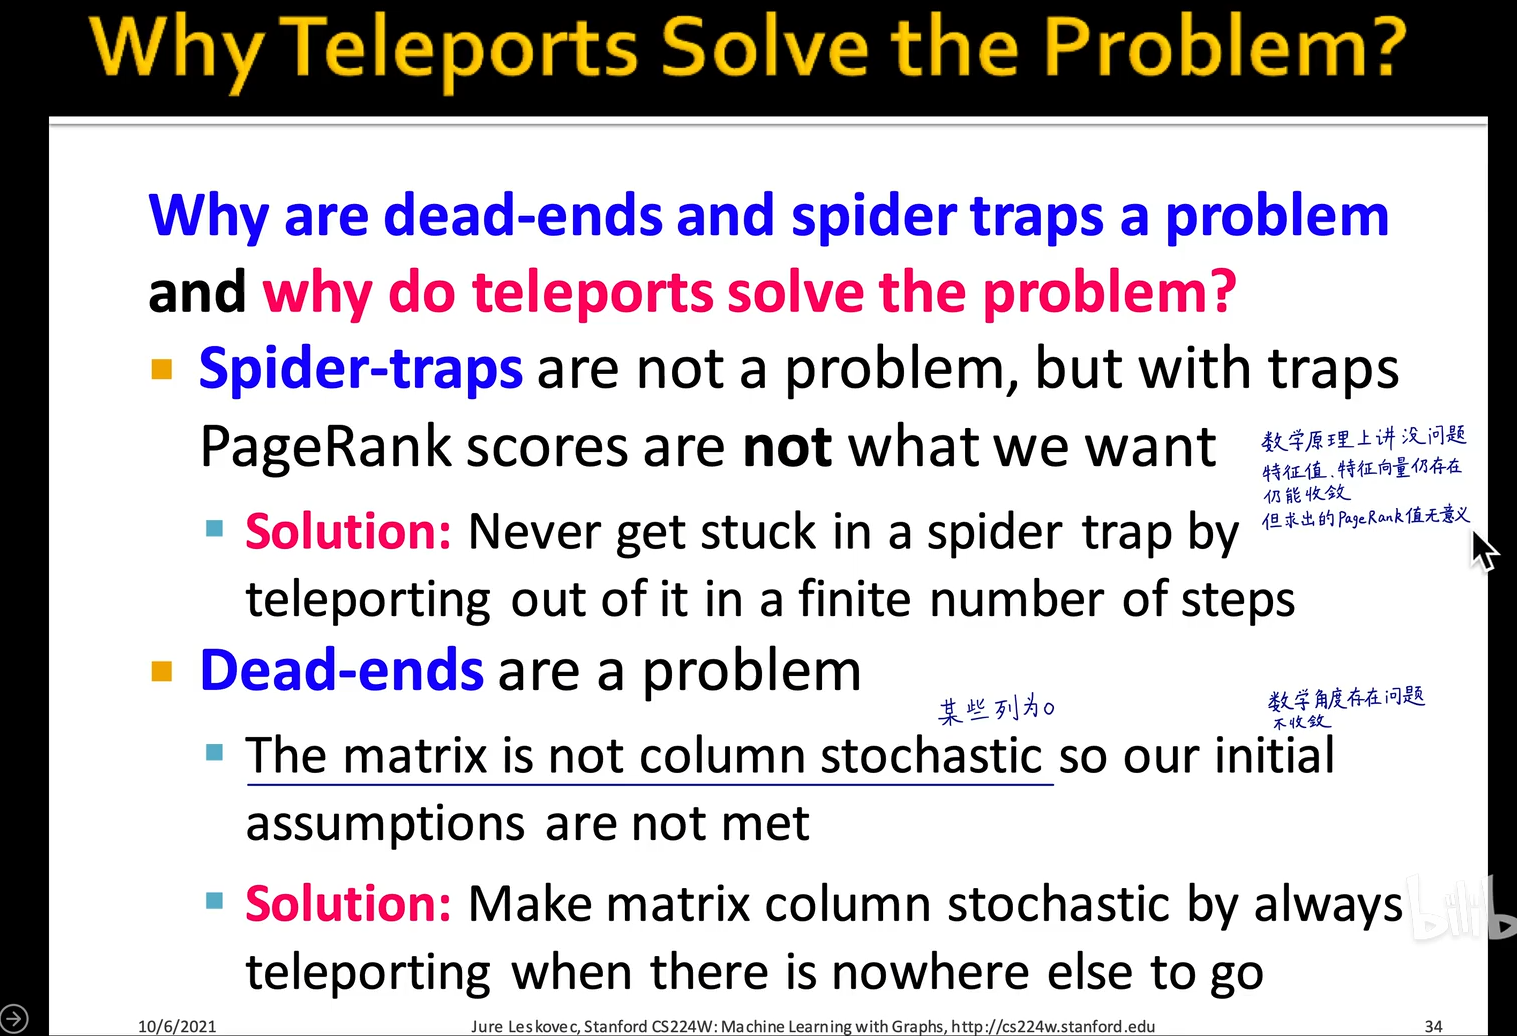 Why Teleports Solve the Problem?
Why are dead-ends and spider traps a problem
and why do teleports solve the problem?
Spider-traps are not a problem, but with traps
PageRank scores are not what we want
数学原理上讲没问题
特征值、特征向量仍存在
仍能收敛
但求出的PageRank值无意义
Solution: Never get stuck in a spider trap by
teleporting out of it in a finite number of steps
Dead-ends are a problem
某些列为0
数学角度存在问题
不收敛
The matrix is not column stochastic so our initial
assumptions are not met
Solution: Make matrix column stochastic by always
teleporting when there is nowhere else to go
bilib
10/6/2021
Jure Leskovec, Stanford CS224W: Machine Learning with Graphs, http://cs224w.stanford.edu
34